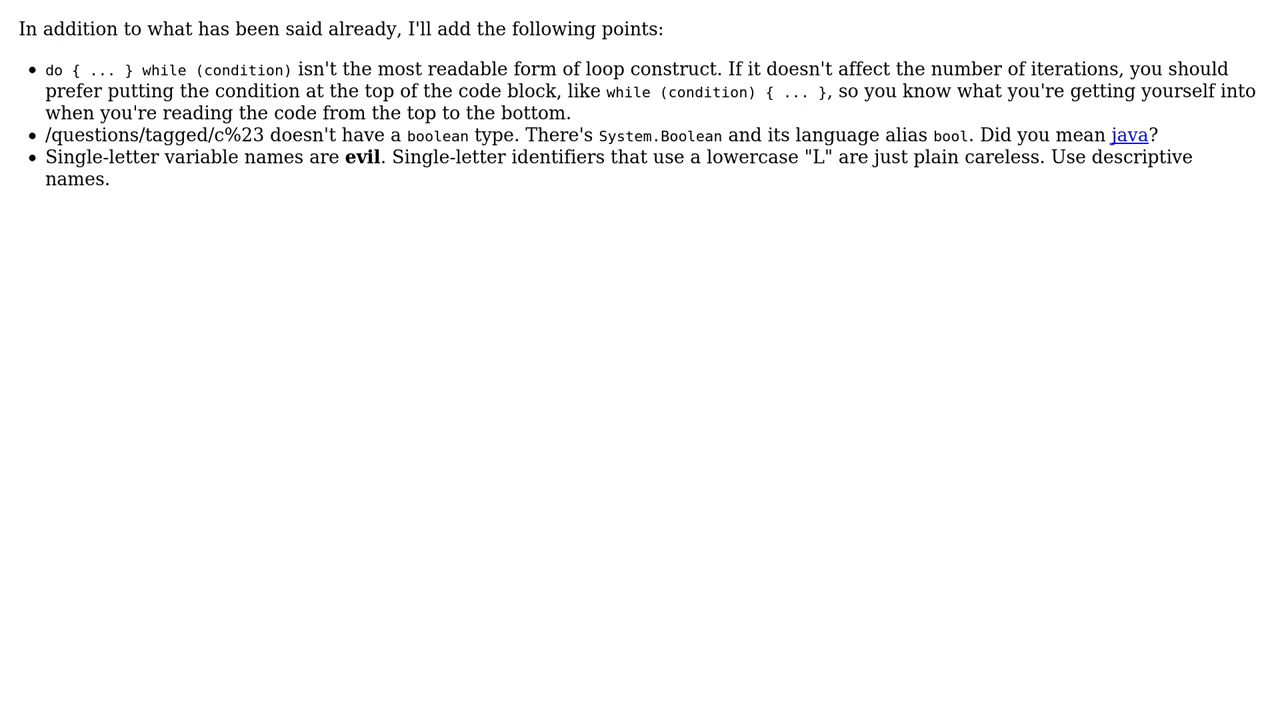 In addition to what has been said already, I'll add the following points:
• do { ... } while (condition) isn't the most readable form of loop construct. If it doesn't affect the number of iterations, you should
prefer putting the condition at the top of the code block, like while (condition) { ... }, so you know what you're getting yourself into
when you're reading the code from the top to the bottom.
• /questions/tagged/c%23 doesn't have a boolean type. There's System.Boolean and its language alias bool. Did you mean java?
• Single-letter variable names are evil. Single-letter identifiers that use a lowercase "L" are just plain careless. Use descriptive
names.